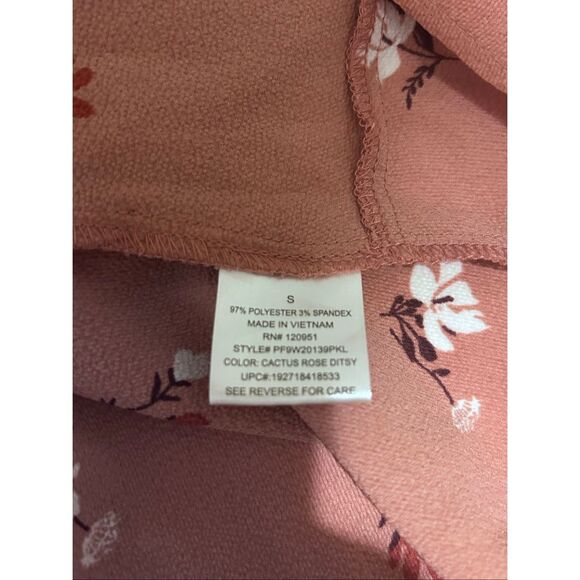 S
97% POLYESTER 3% SPANDEX
MADE IN VIETNAM
RN# 120951
STYLE# PF9W20139PKL
COLOR: CACTUS ROSE DITSY
UPC#:192718418533
SEE REVERSE FOR CARE